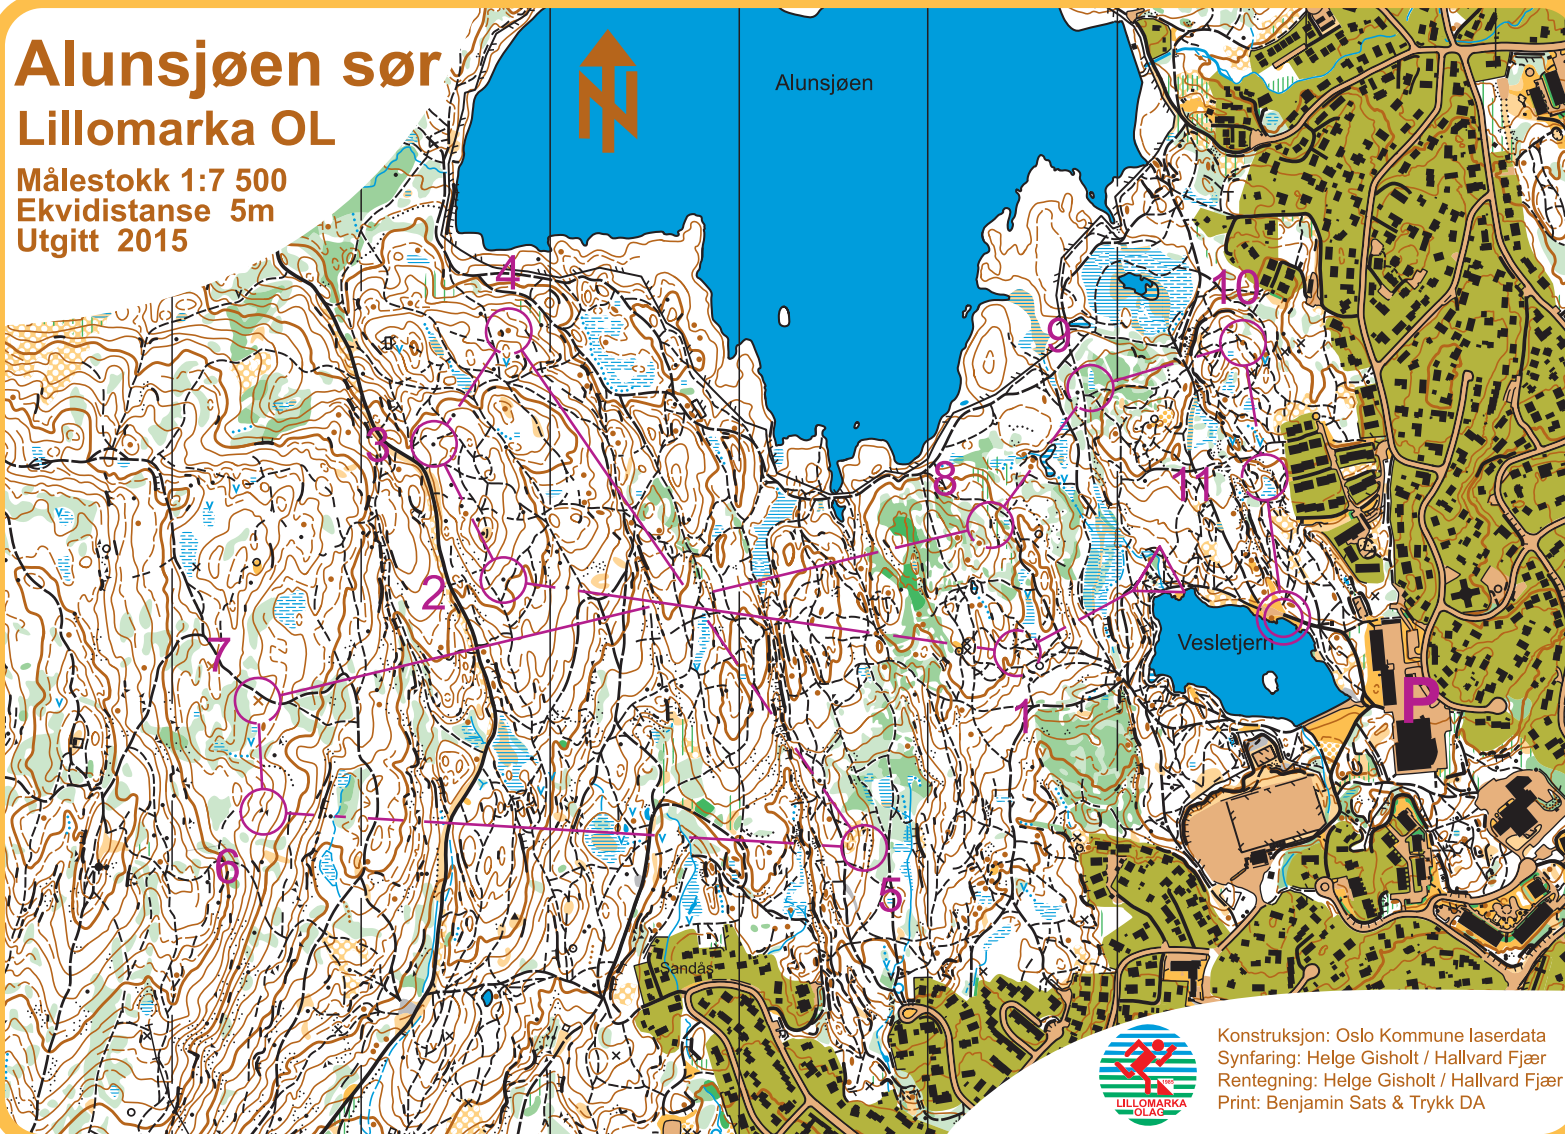 Alunsjøen sør
Lillomarka OL
Målestokk 1:7 500
Ekvidistanse 5m
Utgitt 2015
N
Alunsjøen
4
10
9
3
8
11
2
Vesletjern
7
P
1
6
5
Sandås
1985
LILLOMARKA
OLAG
Konstruksjon: Oslo Kommune laserdata
Synfaring: Helge Gisholt / Hallvard Fjær
Rentegning: Helge Gisholt / Hallvard Fjær
Print: Benjamin Sats & Trykk DA